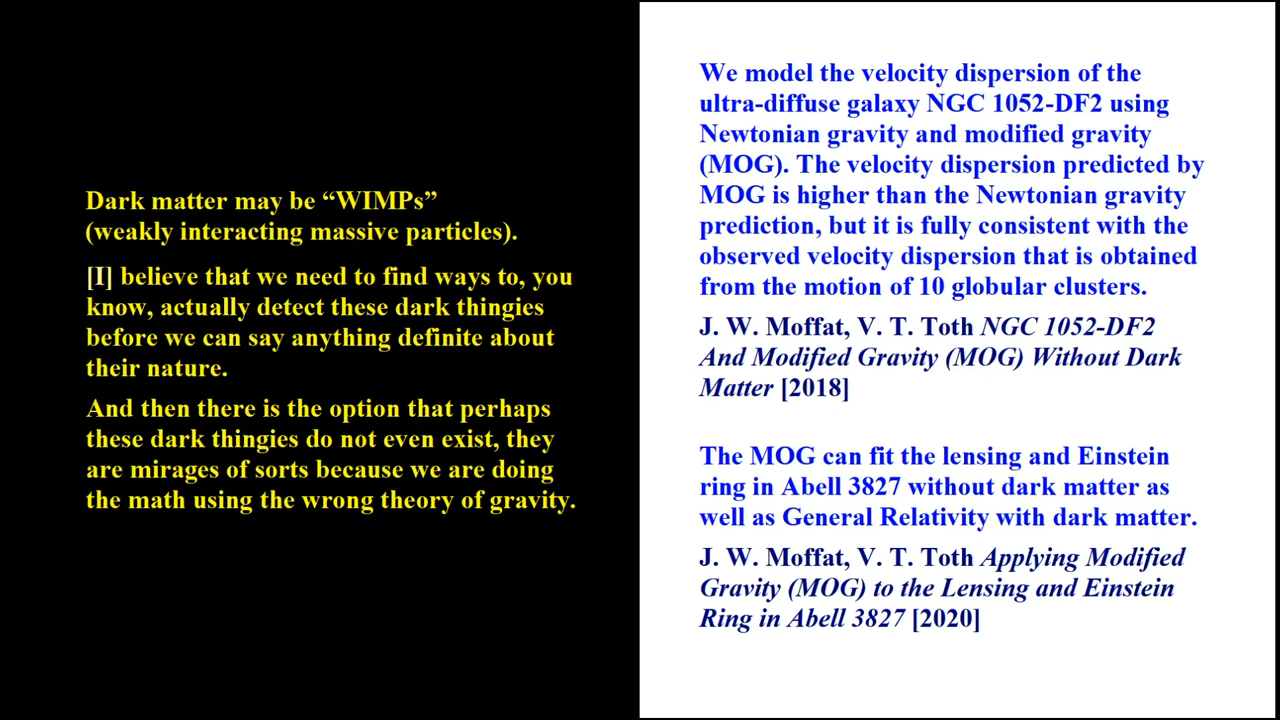 Dark matter may be “WIMPs”
(weakly interacting massive particles).
[I] believe that we need to find ways to, you
know, actually detect these dark thingies
before we can say anything definite about
their nature.
And then there is the option that perhaps
these dark thingies do not even exist, they
are mirages of sorts because we are doing
the math using the wrong theory of gravity.
We model the velocity dispersion of the
ultra-diffuse galaxy NGC 1052-DF2 using
Newtonian gravity and modified gravity
(MOG). The velocity dispersion predicted by
MOG is higher than the Newtonian gravity
prediction, but it is fully consistent with the
observed velocity dispersion that is obtained
from the motion of 10 globular clusters.
J. W. Moffat, V. T. Toth NGC 1052-DF2
And Modified Gravity (MOG) Without Dark
Matter [2018]
The MOG can fit the lensing and Einstein
ring in Abell 3827 without dark matter as
well as General Relativity with dark matter.
J. W. Moffat, V. T. Toth Applying Modified
Gravity (MOG) to the Lensing and Einstein
Ring in Abell 3827 [2020]